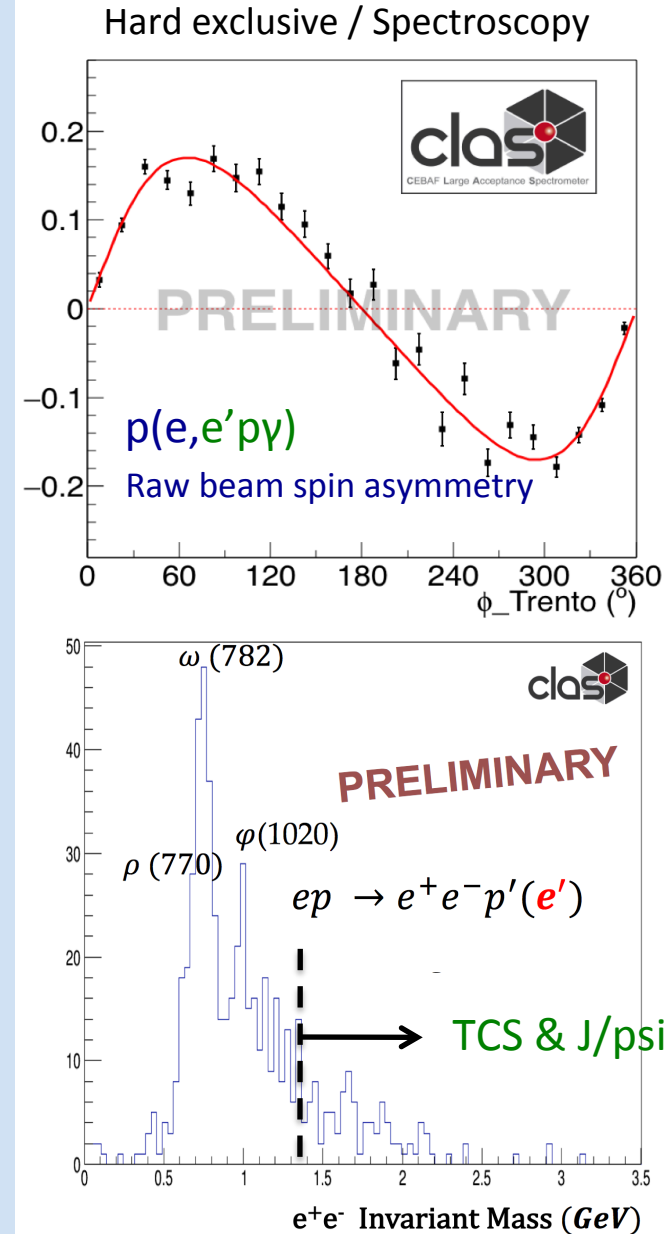 Hard exclusive / Spectroscopy
clas
CEBAF Large Acceptance Spectrometer
0.2
0.1
0
−0.1
−0.2
PRELIMINARY
p(e,e’pγ)
Raw beam spin asymmetry
0 60 120 180 240 300 360
ϕ_Trento (°)
50
40
30
20
10
0
ω (782)
clas
PRELIMINARY
φ(1020)
ρ (770)
ep → e⁺e⁻p′(e′)
TCS & J/psi
0 0.5 1 1.5 2 2.5 3 3.5
e⁺e⁻ Invariant Mass (GeV)